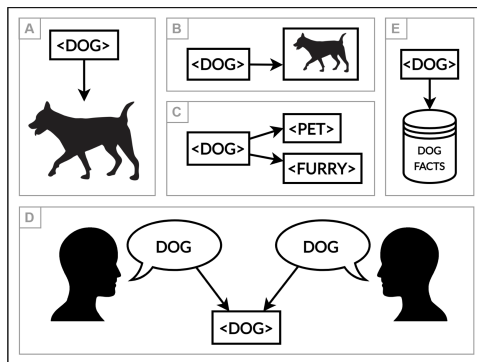 A
<DOG>
B
<DOG>
C
<DOG>
<PET>
<FURRY>
E
<DOG>
DOG
FACTS
D
DOG
DOG
<DOG>